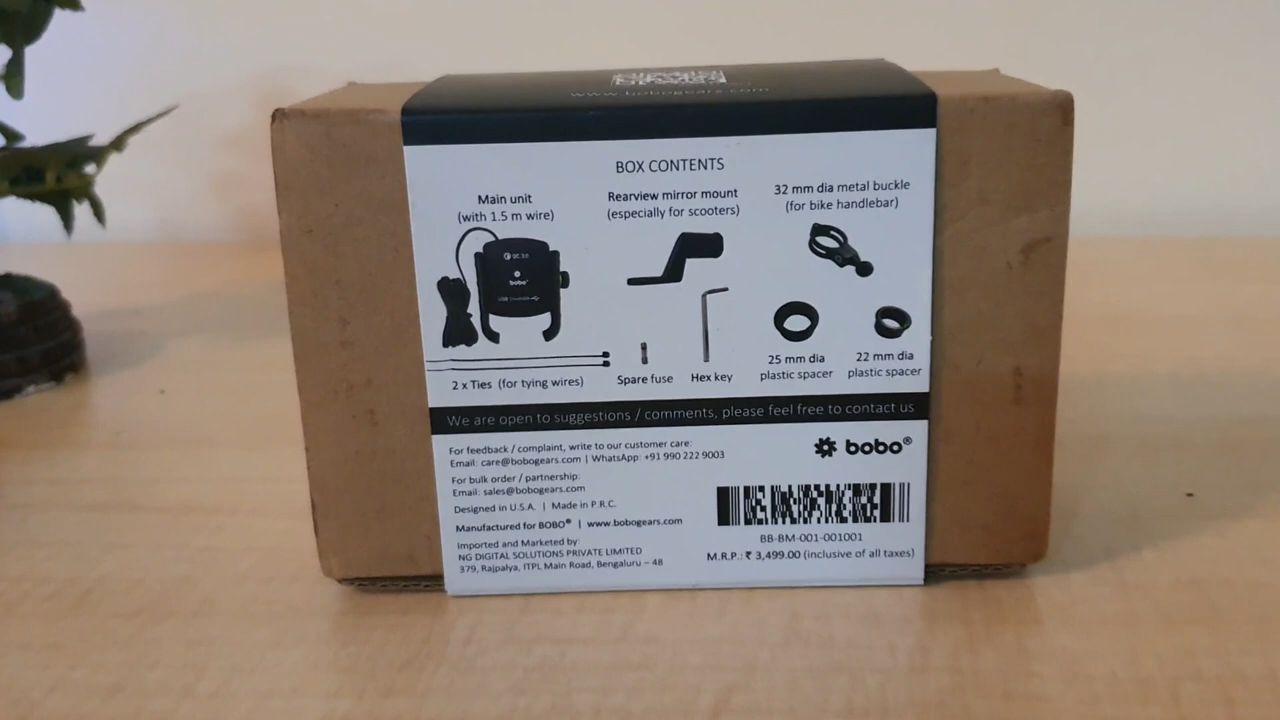 www.bobogears.com
BOX CONTENTS
Main unit
(with 1.5 m wire)
Rearview mirror mount
(especially for scooters)
32 mm dia metal buckle
(for bike handlebar)
QC 3.0
bobo
USB
2 x Ties (for tying wires)
Spare fuse
Hex key
25 mm dia
plastic spacer
22 mm dia
plastic spacer
We are open to suggestions / comments, please feel free to contact us
For feedback / complaint, write to our customer care:
Email: care@bobogears.com | WhatsApp: +91 990 222 9003
For bulk order / partnership:
Email: sales@bobogears.com
Designed in U.S.A. | Made in P.R.C.
Manufactured for BOBO® | www.bobogears.com
Imported and Marketed by:
NG DIGITAL SOLUTIONS PRIVATE LIMITED
379, Rajpalya, ITPL Main Road, Bengaluru – 48
bobo®
BB-BM-001-001001
M.R.P.: ₹ 3,499.00 (inclusive of all taxes)